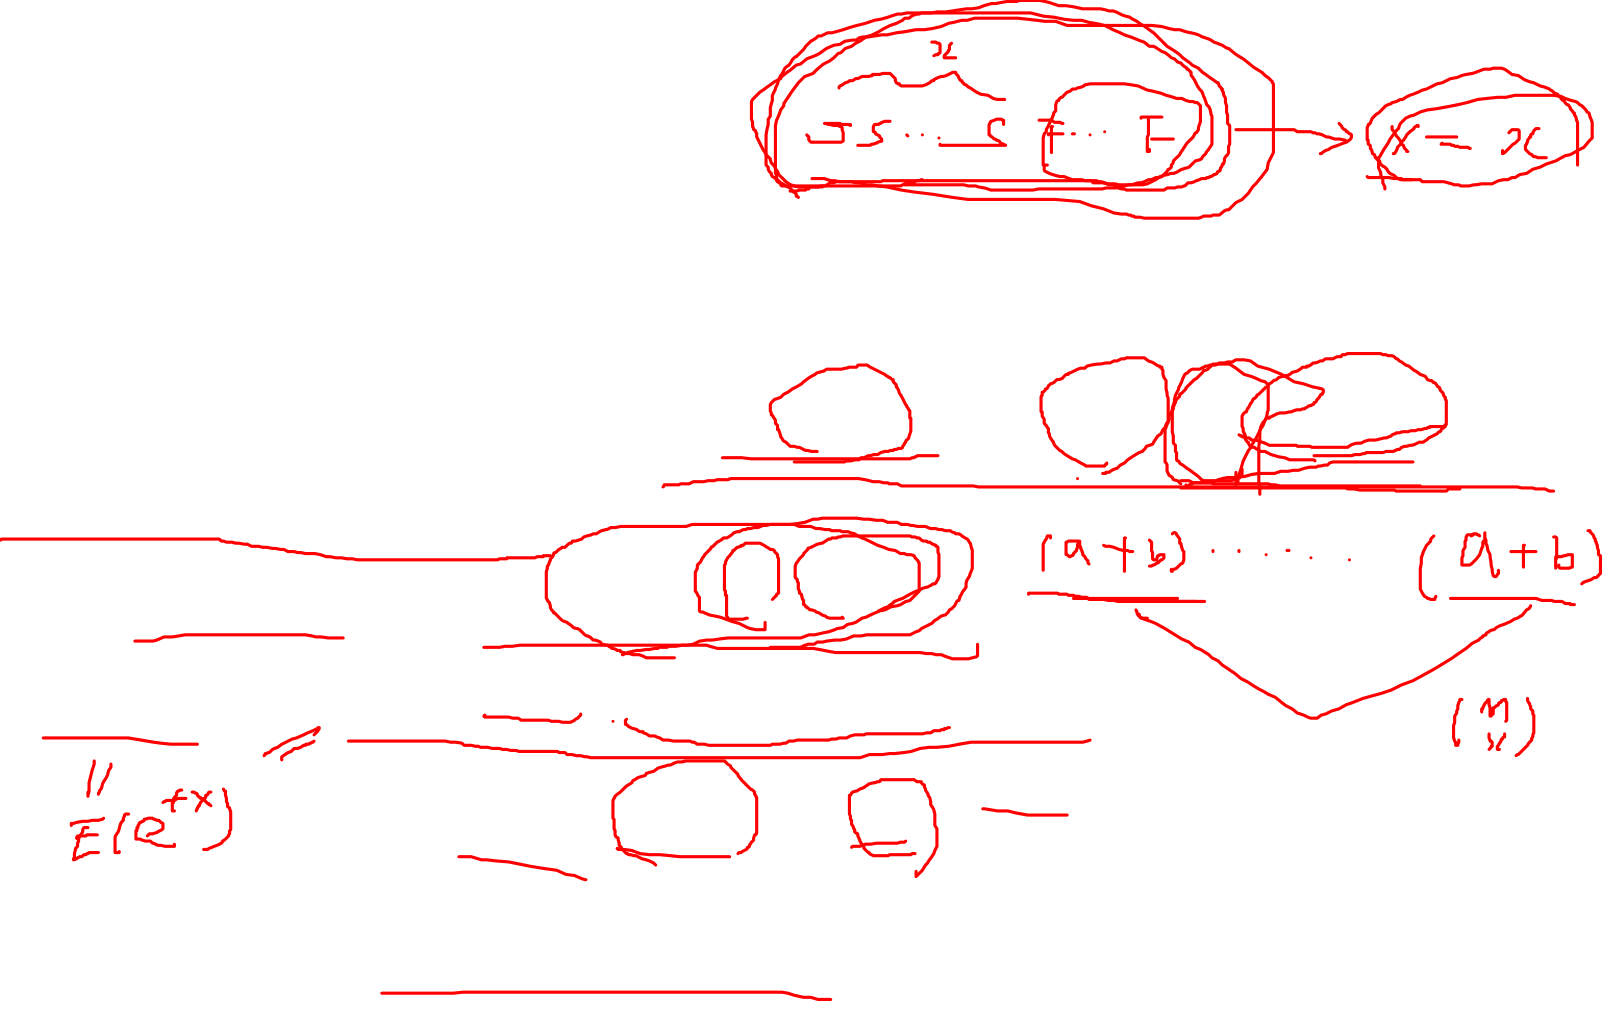 x
SS...S F...F → X = x
(a+b)......(a+b)
(n x)
=
E(e^{tx})